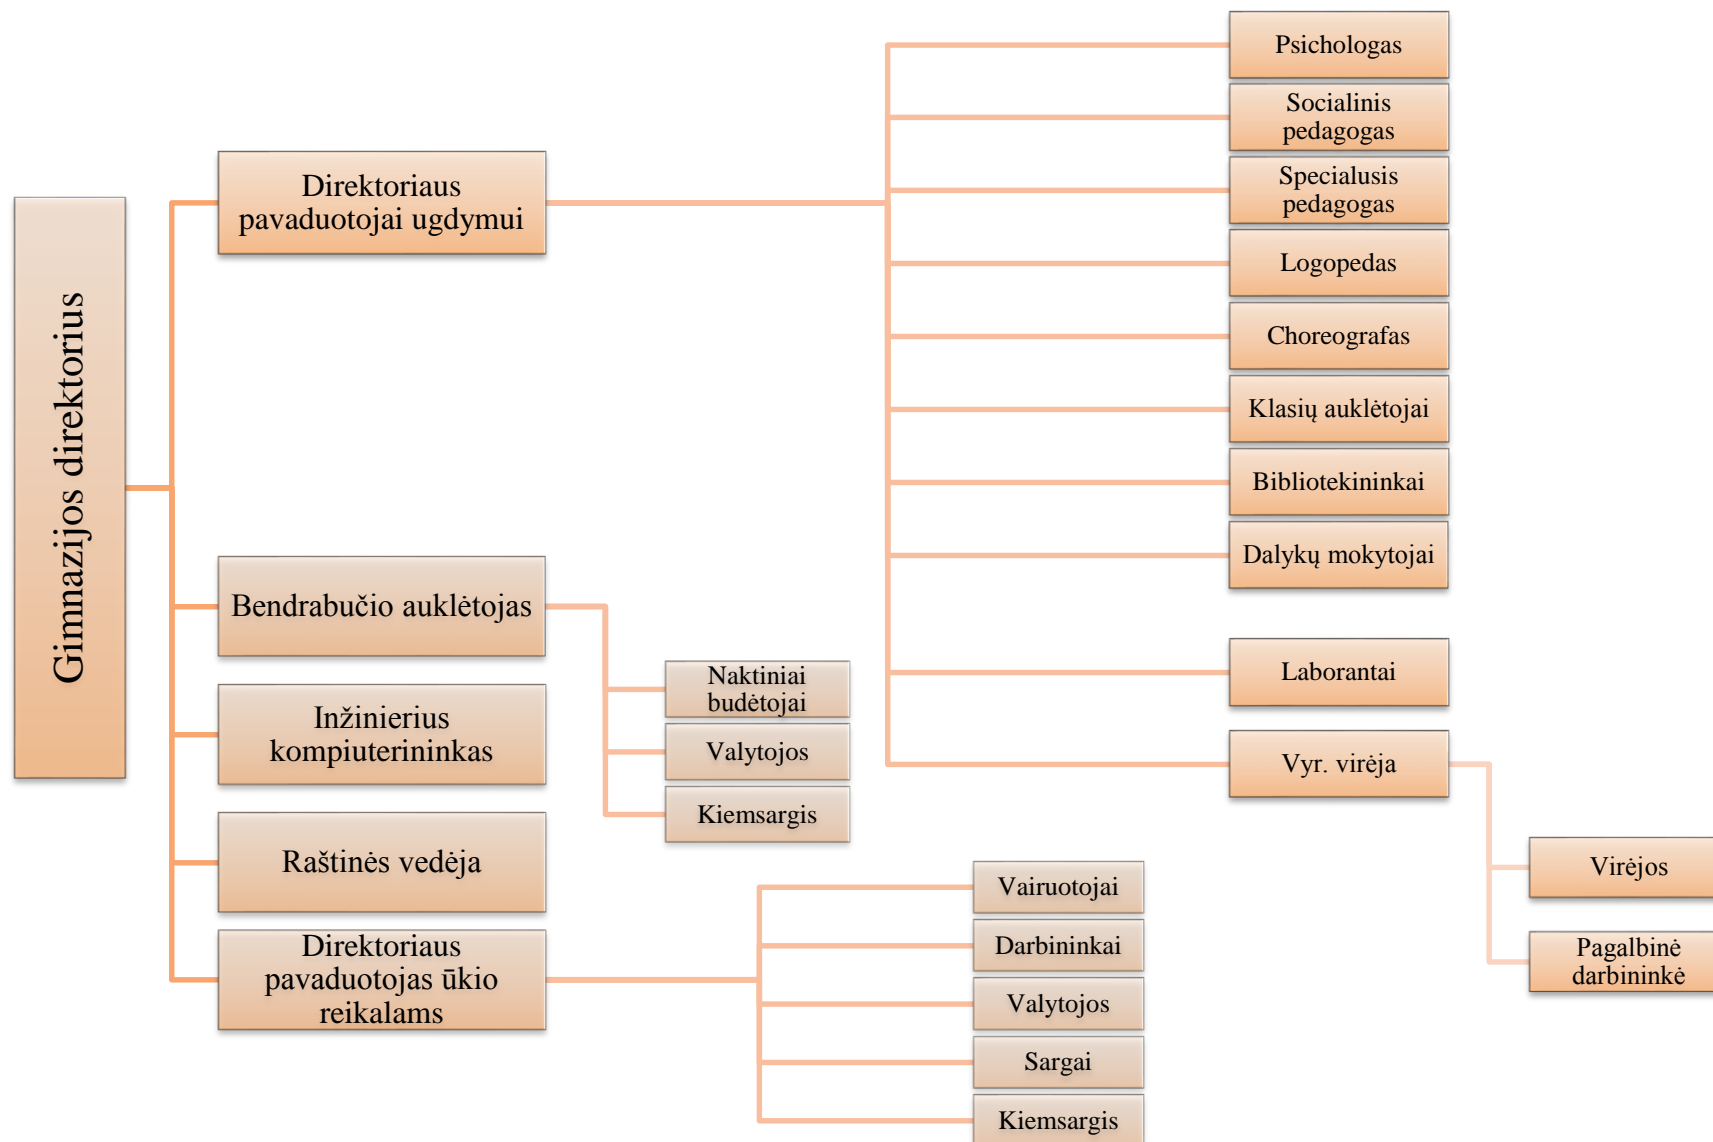 Gimnazijos direktorius
Direktoriaus
pavaduotojai ugdymui
Psichologas
Socialinis
pedagogas
Specialusis
pedagogas
Logopedas
Choreografas
Klasių auklėtojai
Bibliotekininkai
Dalykų mokytojai
Laborantai
Vyr. virėja
Virėjos
Pagalbinė
darbininkė
Bendrabučio auklėtojas
Naktiniai
budėtojai
Valytojos
Kiemsargis
Inžinierius
kompiuterininkas
Raštinės vedėja
Direktoriaus
pavaduotojas ūkio
reikalams
Vairuotojai
Darbininkai
Valytojos
Sargai
Kiemsargis